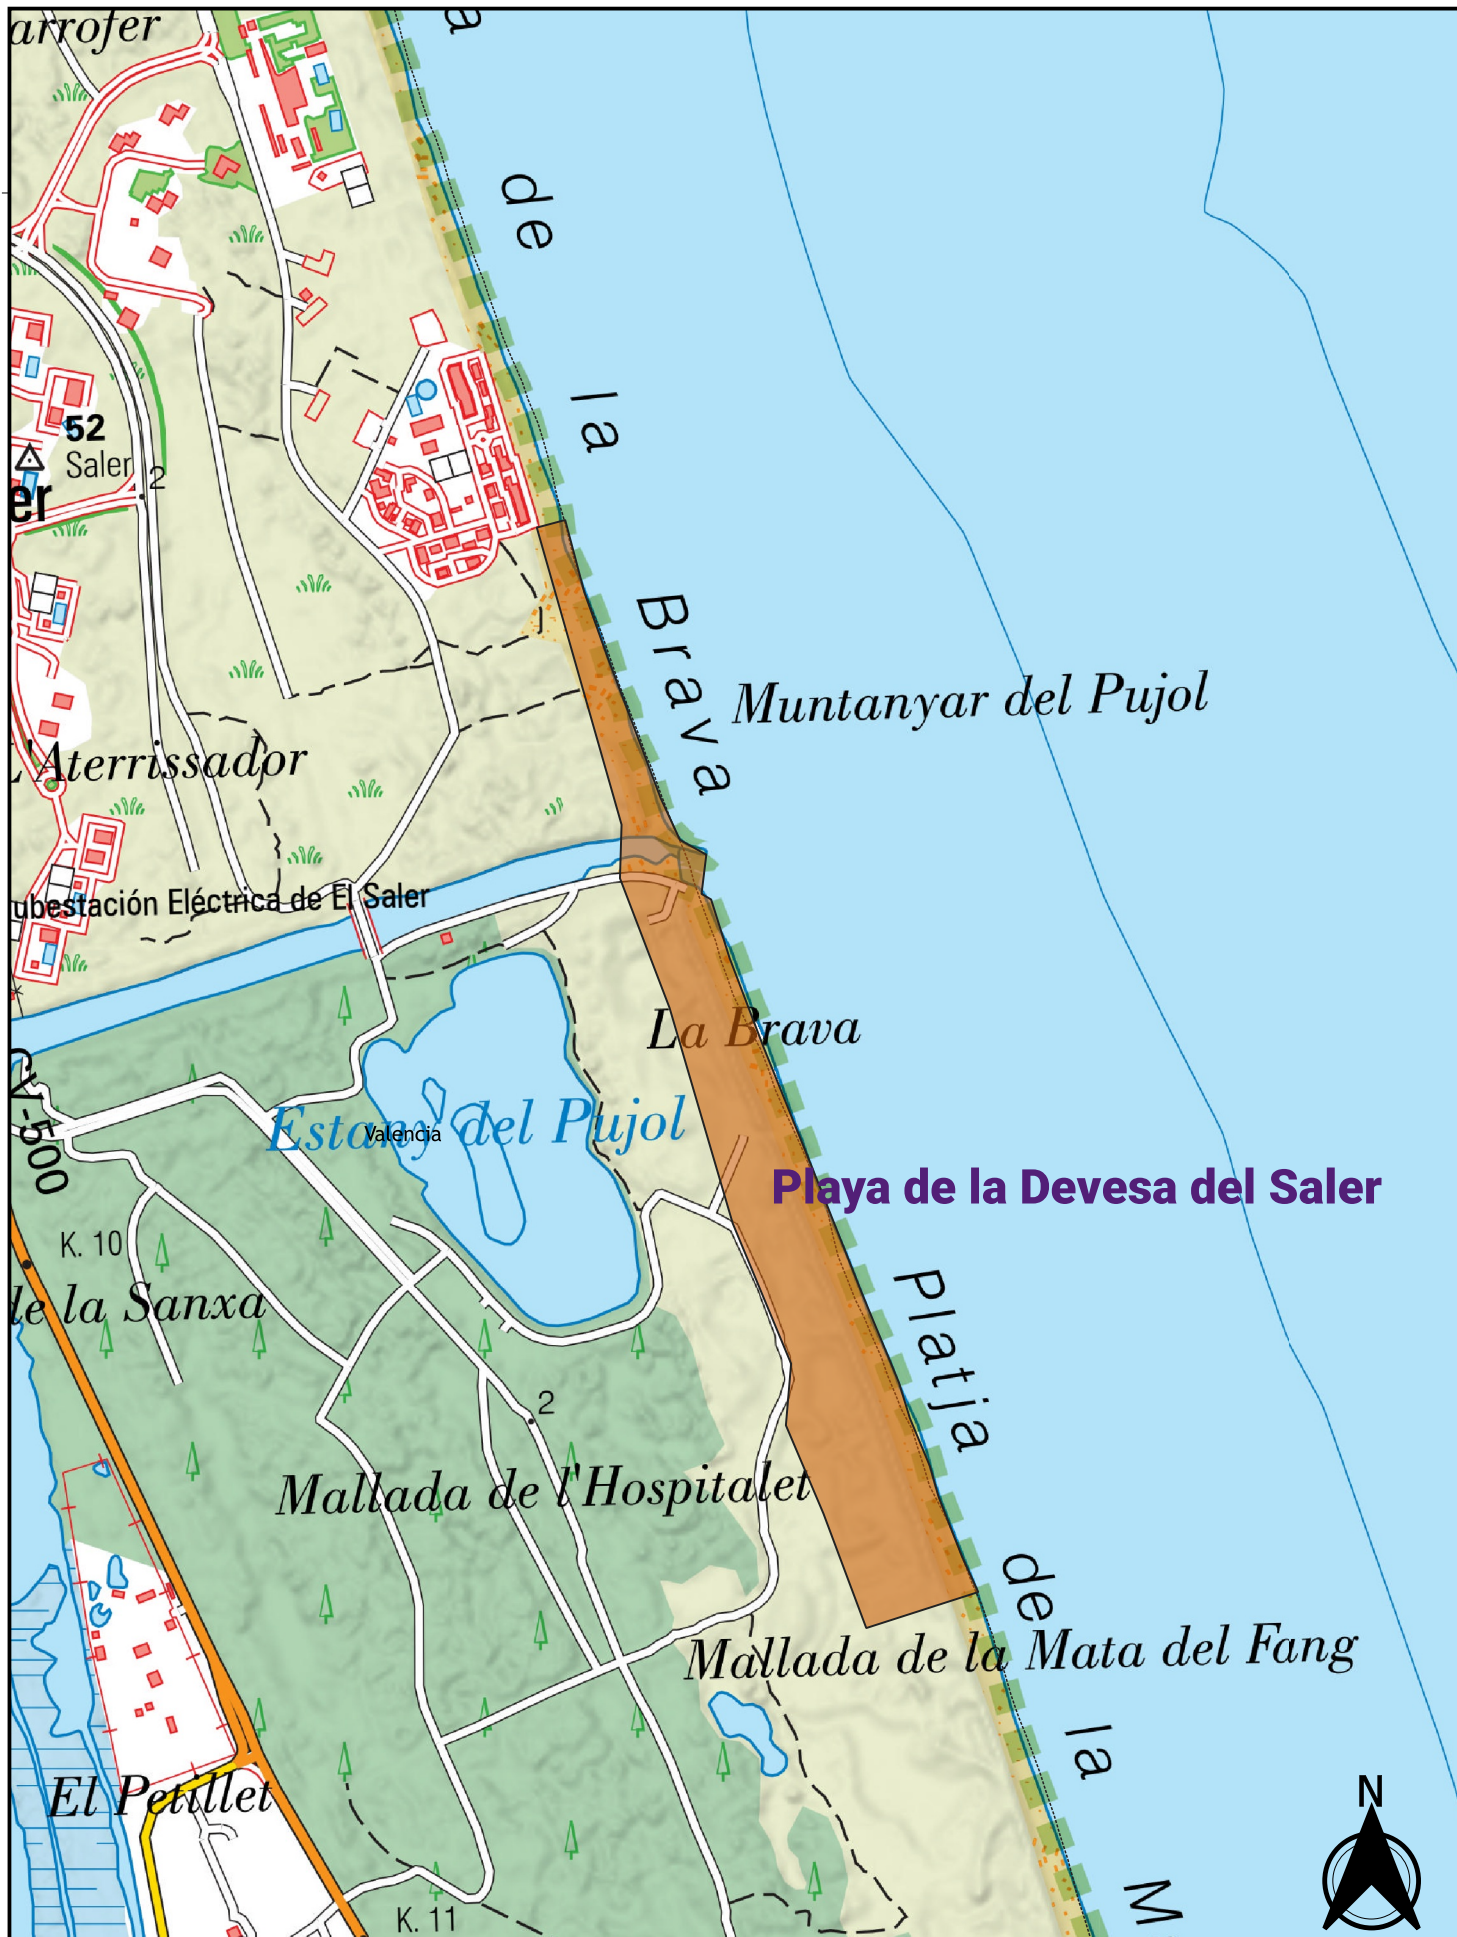 arrofer
a
de
la
52
Saler
2
er
Brava
Muntanyar del Pujol
L'Aterrissador
ubestación Eléctrica de El Saler
La Brava
CV-500
Estany del Pujol
Valencia
Playa de la Devesa del Saler
K. 10
de la Sanxa
Platja
2
Mallada de l'Hospitalet
de
Mallada de la Mata del Fang
la
El Petillet
N
K. 11
M